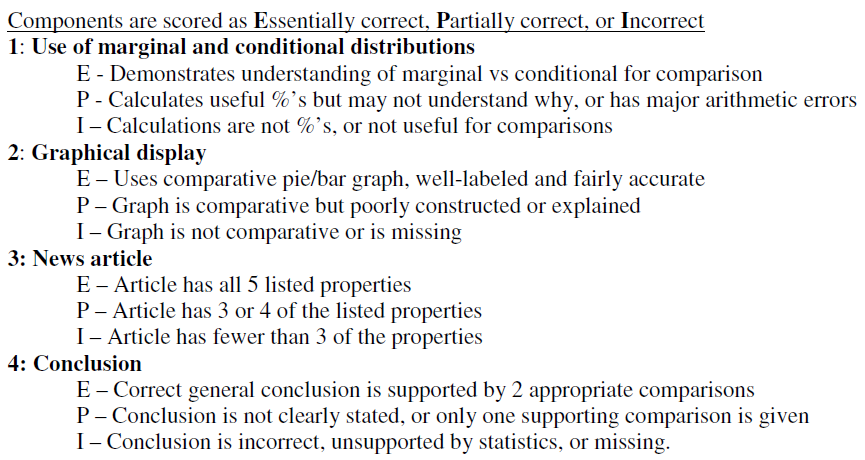 Components are scored as Essentially correct, Partially correct, or Incorrect
1: Use of marginal and conditional distributions
E - Demonstrates understanding of marginal vs conditional for comparison
P - Calculates useful %'s but may not understand why, or has major arithmetic errors
I – Calculations are not %'s, or not useful for comparisons
2: Graphical display
E – Uses comparative pie/bar graph, well-labeled and fairly accurate
P – Graph is comparative but poorly constructed or explained
I – Graph is not comparative or is missing
3: News article
E – Article has all 5 listed properties
P – Article has 3 or 4 of the listed properties
I – Article has fewer than 3 of the properties
4: Conclusion
E – Correct general conclusion is supported by 2 appropriate comparisons
P – Conclusion is not clearly stated, or only one supporting comparison is given
I – Conclusion is incorrect, unsupported by statistics, or missing.